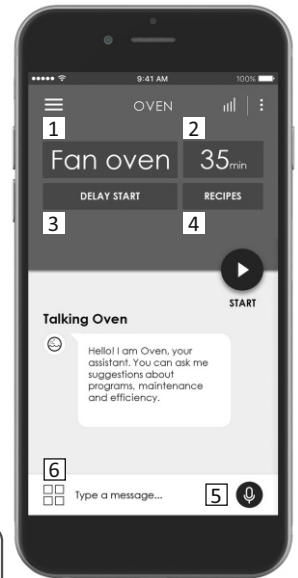 9:41 AM 100%
OVEN
1 2
Fan oven 35min
DELAY START RECIPES
3 4
START
Talking Oven
Hello! I am Oven, your
assistant. You can ask me
suggestions about
programs, maintenance
and efficiency.
6
Type a message... 5